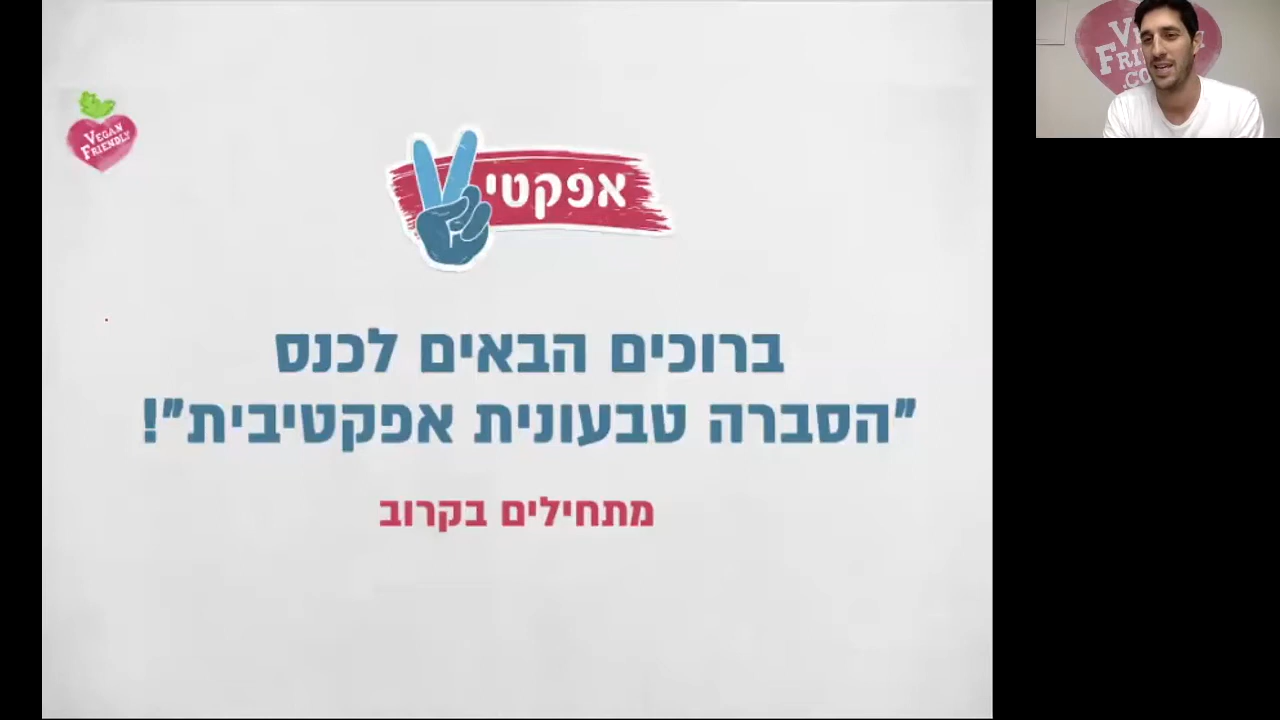 VEGAN
FRIENDLY
אפקטי
ברוכים הבאים לכנס
"הסברה טבעונית אפקטיבית"!
מתחילים בקרוב